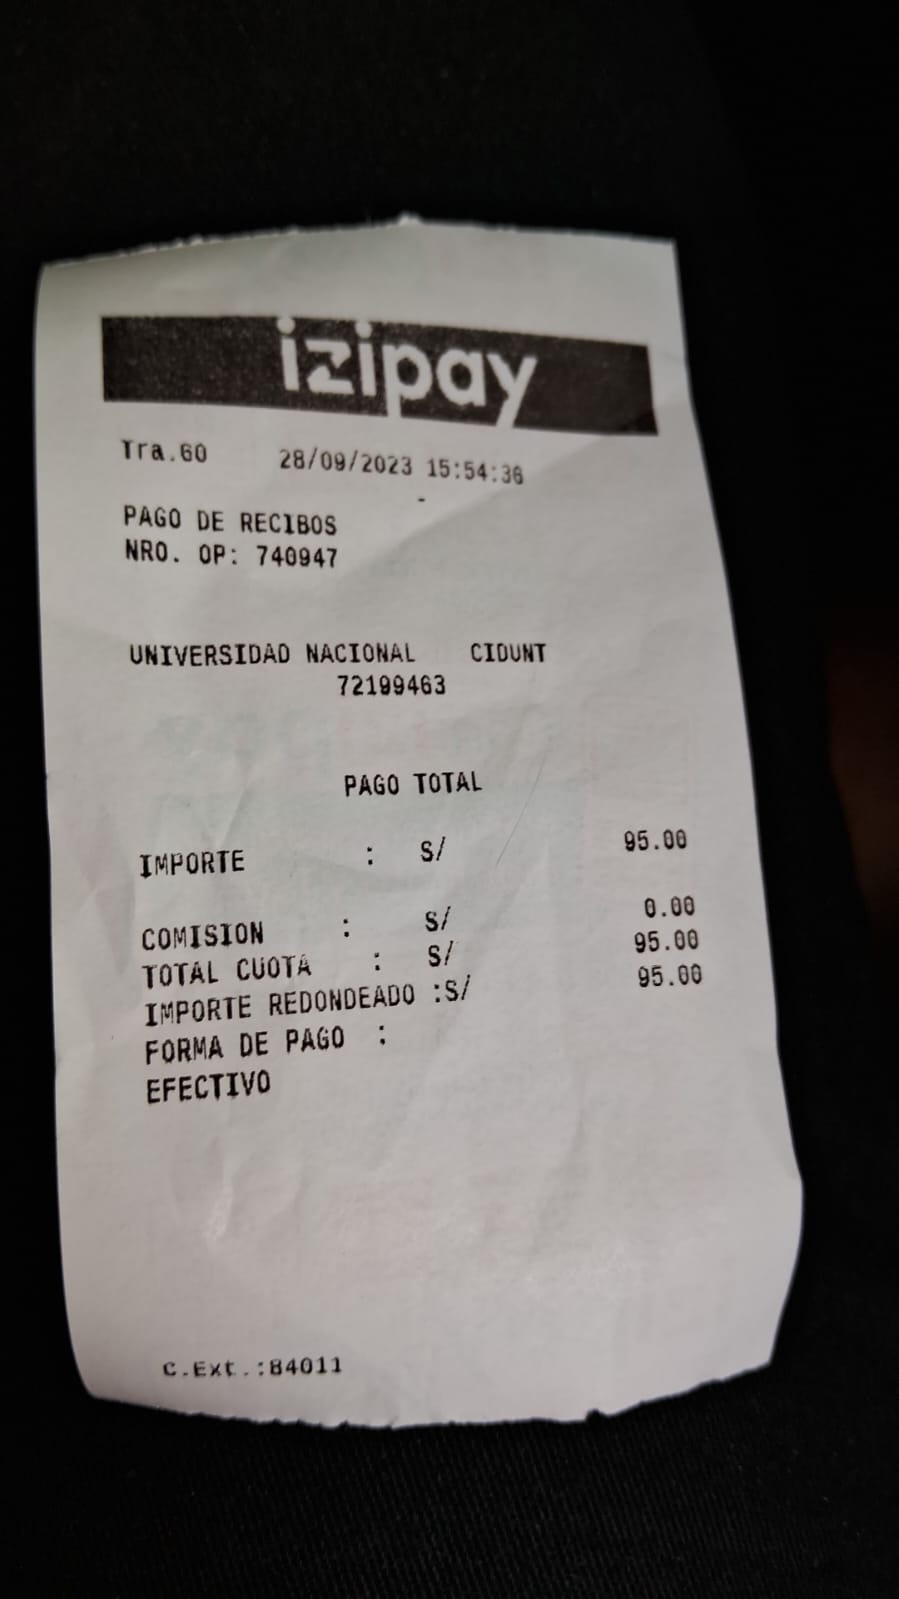 izipay
Tra.60 28/09/2023 15:54:36
-
PAGO DE RECIBOS
NRO. OP: 740947
UNIVERSIDAD NACIONAL CIDUNT
72199463
PAGO TOTAL
IMPORTE : S/ 95.00
COMISION : S/ 0.00
TOTAL CUOTA : S/ 95.00
IMPORTE REDONDEADO :S/ 95.00
FORMA DE PAGO :
EFECTIVO
C.Ext.:84011